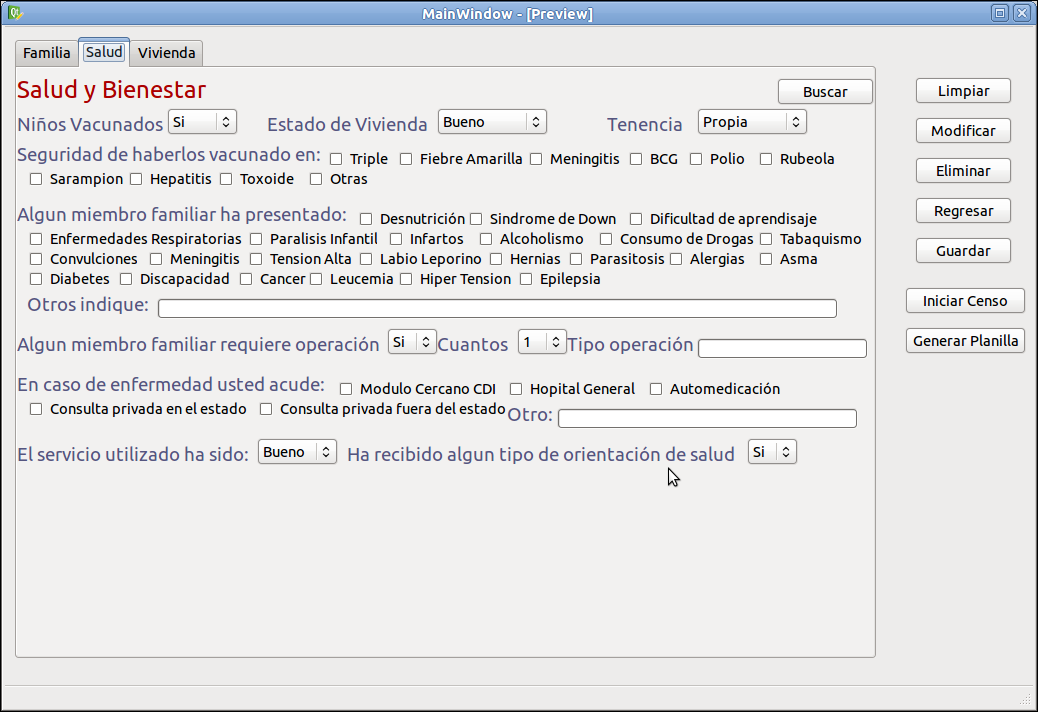 MainWindow - [Preview]
Familia Salud Vivienda
Salud y Bienestar Buscar
Niños Vacunados Si Estado de Vivienda Bueno Tenencia Propia
Seguridad de haberlos vacunado en: Triple Fiebre Amarilla Meningitis BCG Polio Rubeola
Sarampion Hepatitis Toxoide Otras
Algun miembro familiar ha presentado: Desnutrición Sindrome de Down Dificultad de aprendisaje
Enfermedades Respiratorias Paralisis Infantil Infartos Alcoholismo Consumo de Drogas Tabaquismo
Convulciones Meningitis Tension Alta Labio Leporino Hernias Parasitosis Alergias Asma
Diabetes Discapacidad Cancer Leucemia Hiper Tension Epilepsia
Otros indique:
Algun miembro familiar requiere operación Si Cuantos 1 Tipo operación
En caso de enfermedad usted acude: Modulo Cercano CDI Hopital General Automedicación
Consulta privada en el estado Consulta privada fuera del estado Otro:
El servicio utilizado ha sido: Bueno Ha recibido algun tipo de orientación de salud Si
Limpiar
Modificar
Eliminar
Regresar
Guardar
Iniciar Censo
Generar Planilla